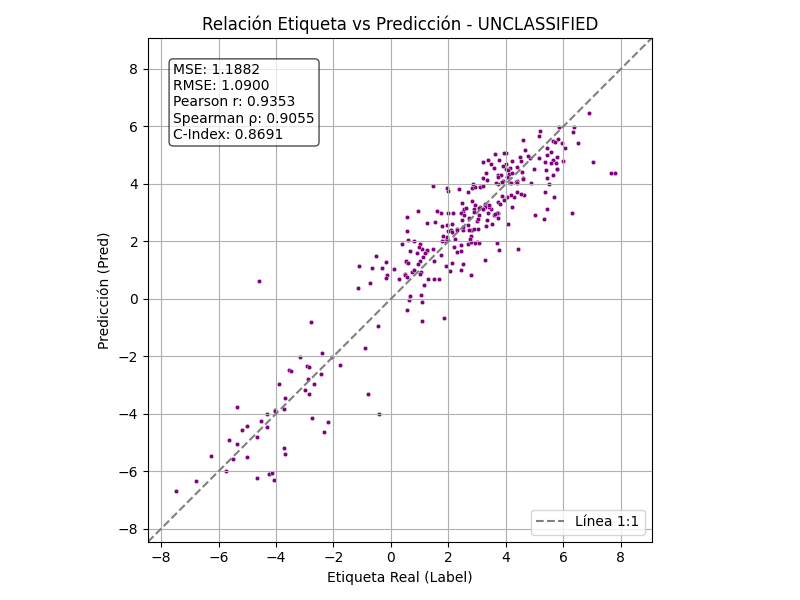 Relación Etiqueta vs Predicción - UNCLASSIFIED
MSE: 1.1882
RMSE: 1.0900
Pearson r: 0.9353
Spearman ρ: 0.9055
C-Index: 0.8691
8
6
4
2
0
−2
−4
−6
−8
Predicción (Pred)
Línea 1:1
−8 −6 −4 −2 0 2 4 6 8
Etiqueta Real (Label)